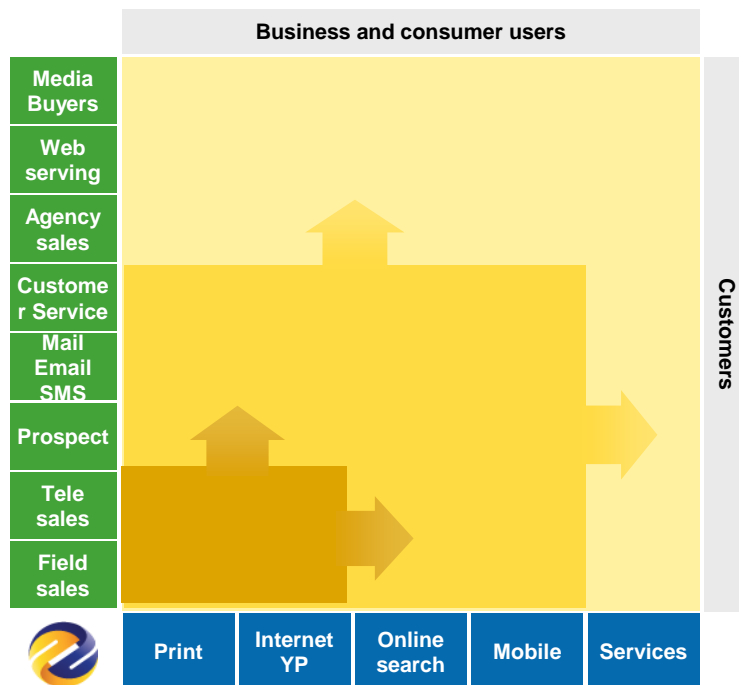 Business and consumer users
Media
Buyers
Web
serving
Agency
sales
Custome
r Service
Mail
Email
SMS
Prospect
Tele
sales
Field
sales
Customers
Print
Internet
YP
Online
search
Mobile
Services